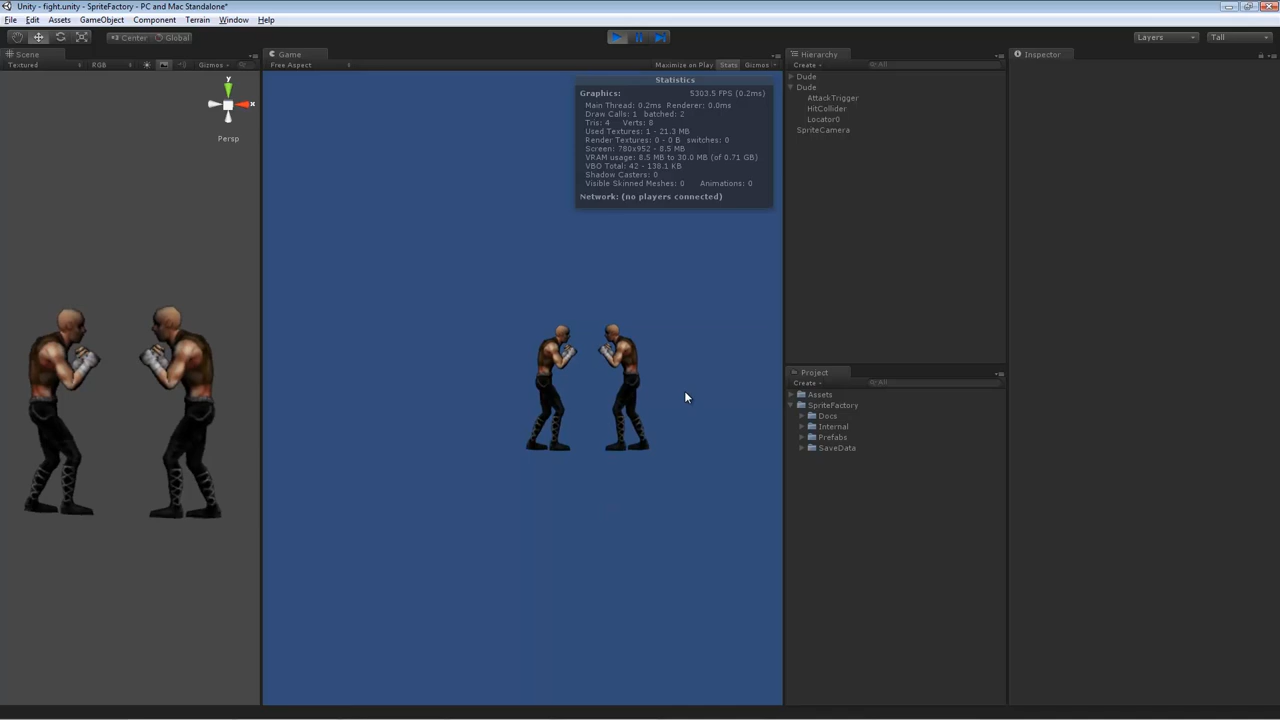 Unity - fight.unity - SpriteFactory - PC and Mac Standalone*
File Edit Assets GameObject Component Terrain Window Help
Center Global Layers Tall
Scene Game Hierarchy Inspector
Textured RGB Gizmos Free Aspect Maximize on Play Stats Gizmos Create All
Statistics
Graphics: 5303.5 FPS (0.2ms)
Main Thread: 0.2ms Renderer: 0.0ms
Draw Calls: 1 batched: 2
Tris: 4 Verts: 8
Used Textures: 1 - 21.3 MB
Render Textures: 0 - 0 B switches: 0
Screen: 780x952 - 8.5 MB
VRAM usage: 8.5 MB to 30.0 MB (of 0.71 GB)
VBO Total: 42 - 138.1 KB
Shadow Casters: 0
Visible Skinned Meshes: 0 Animations: 0
Network: (no players connected)
y
x
Persp
Dude
Dude
AttackTrigger
HitCollider
Locator0
SpriteCamera
Project
Create All
Assets
SpriteFactory
Docs
Internal
Prefabs
SaveData